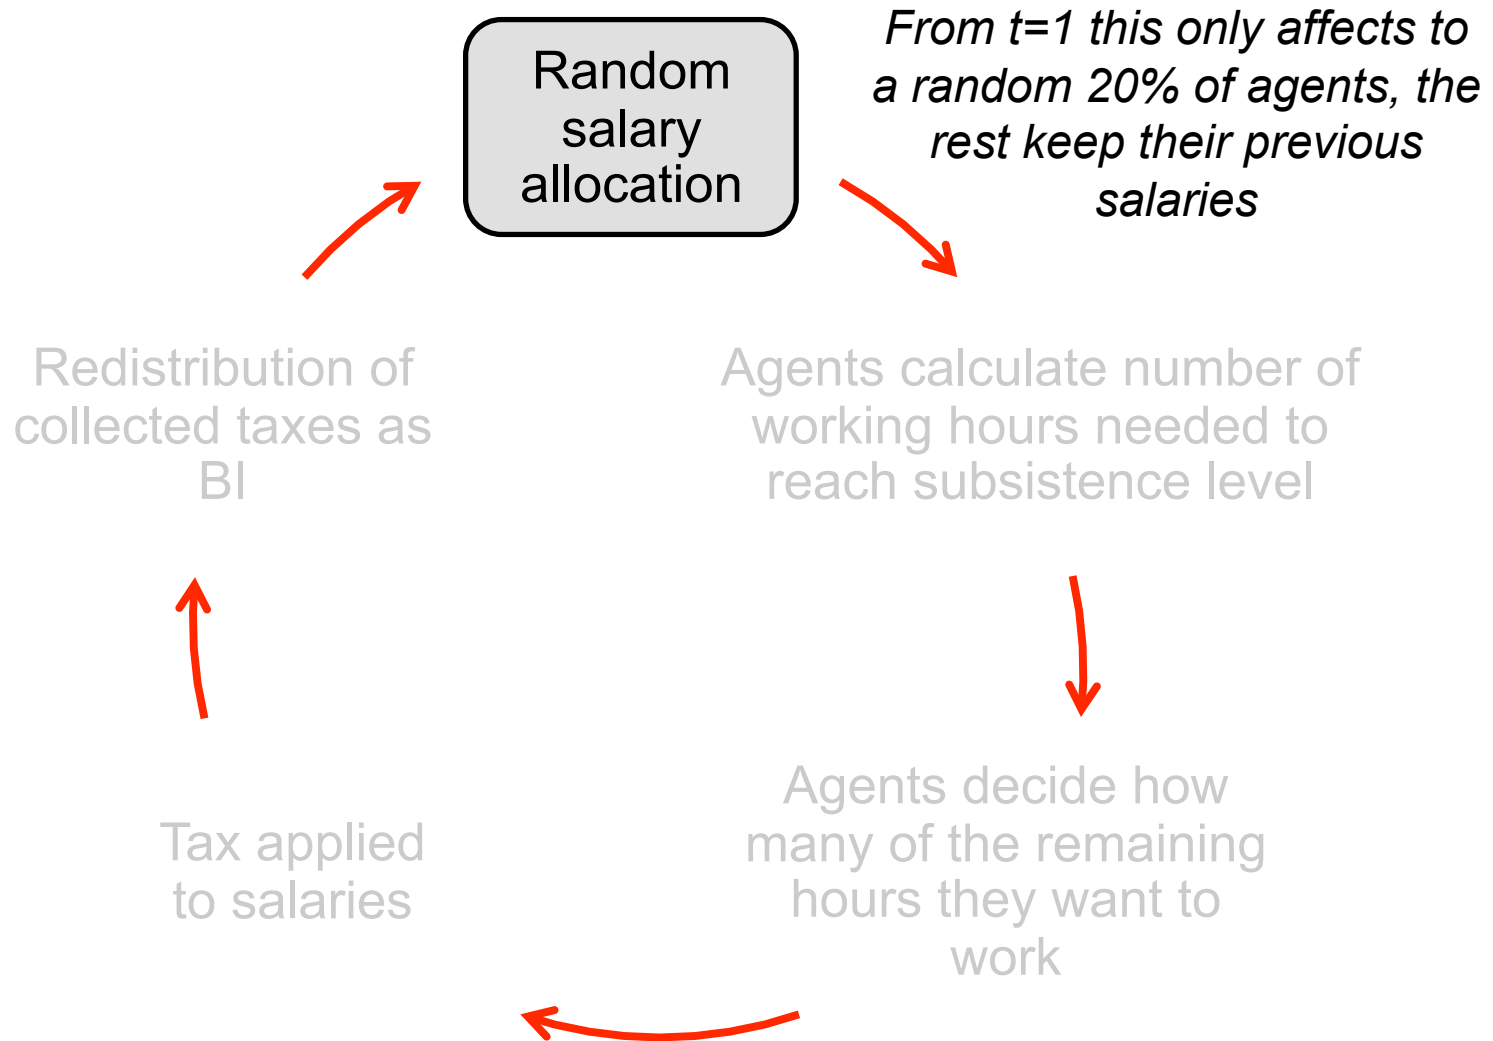 Random
salary
allocation
From t=1 this only affects to
a random 20% of agents, the
rest keep their previous
salaries
Agents calculate number of
working hours needed to
reach subsistence level
Agents decide how
many of the remaining
hours they want to
work
Tax applied
to salaries
Redistribution of
collected taxes as
BI